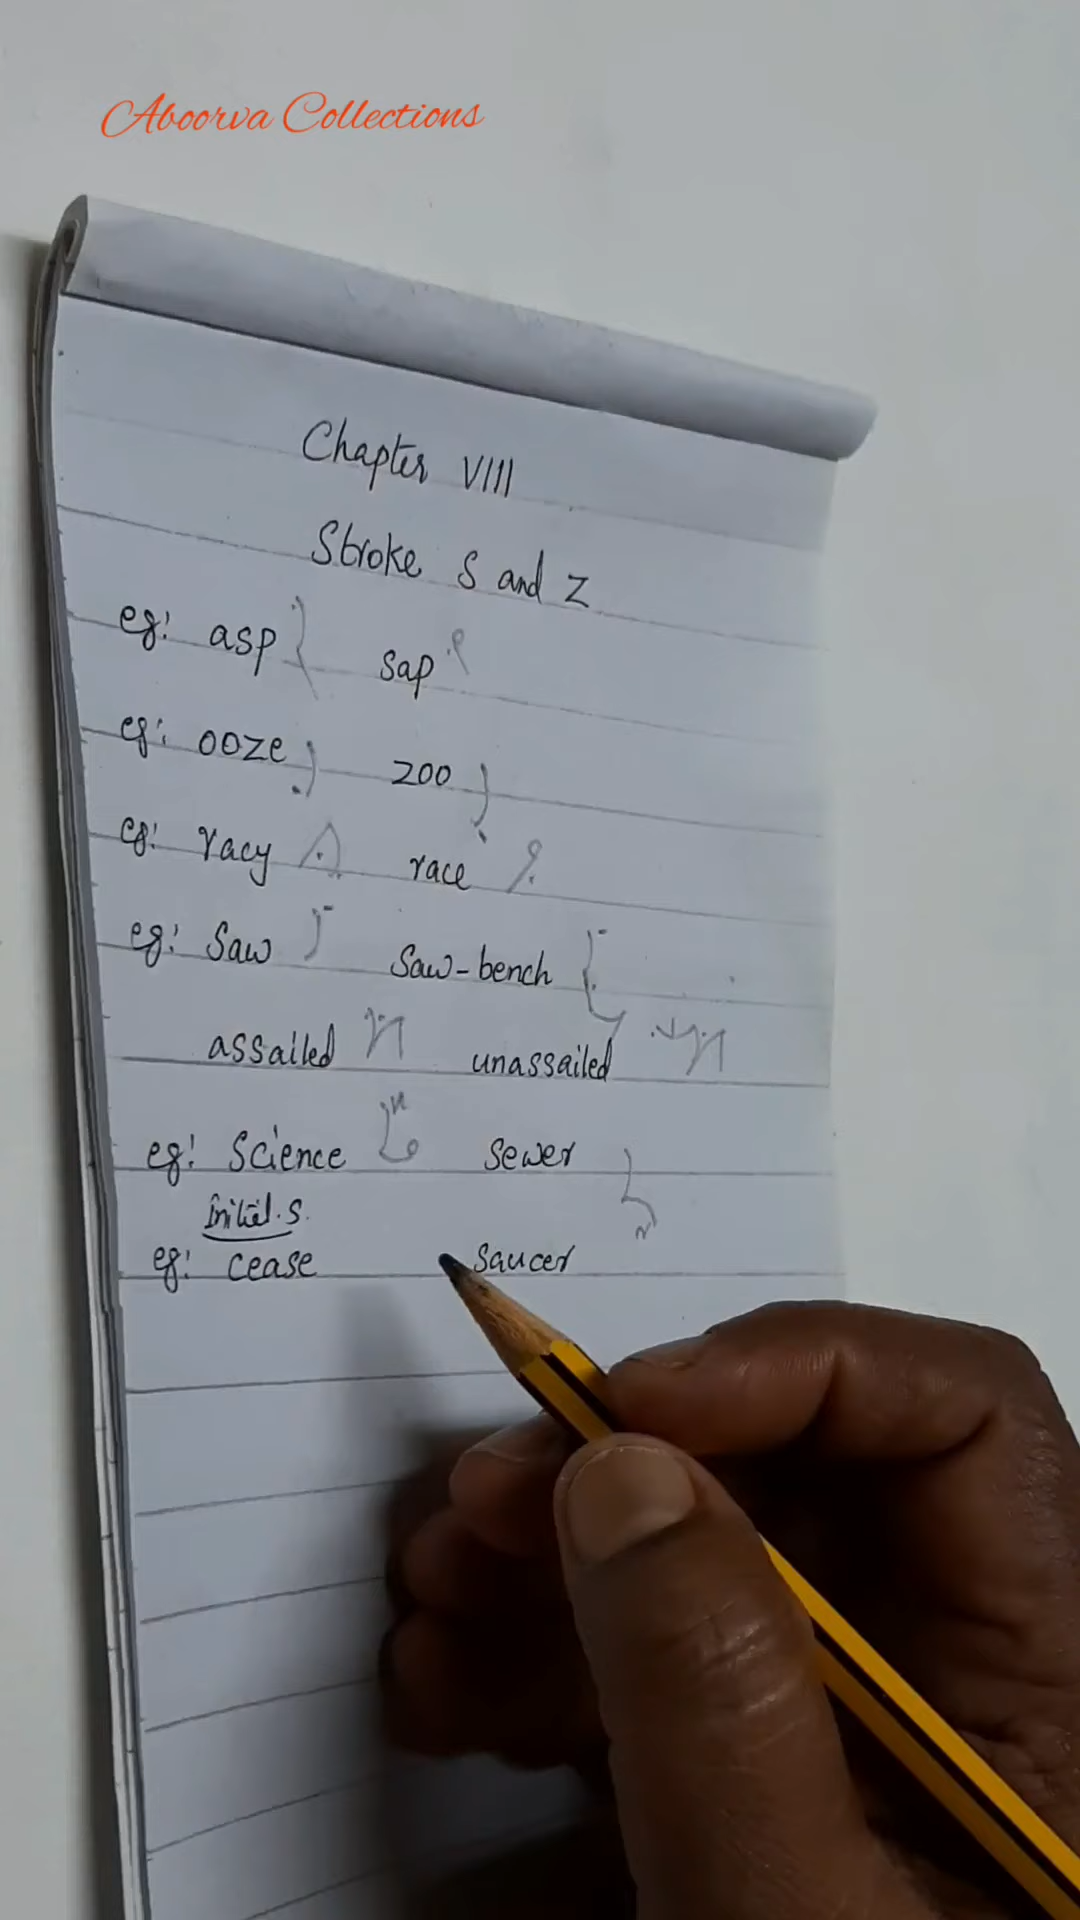 Aboorva Collections
Chapter VIII
Stroke S and Z
eg: asp sap
eg: ooze zoo
eg: racy race
eg: Saw Saw-bench
assailed unassailed
eg: Science Sewer
Initial S.
eg: cease saucer